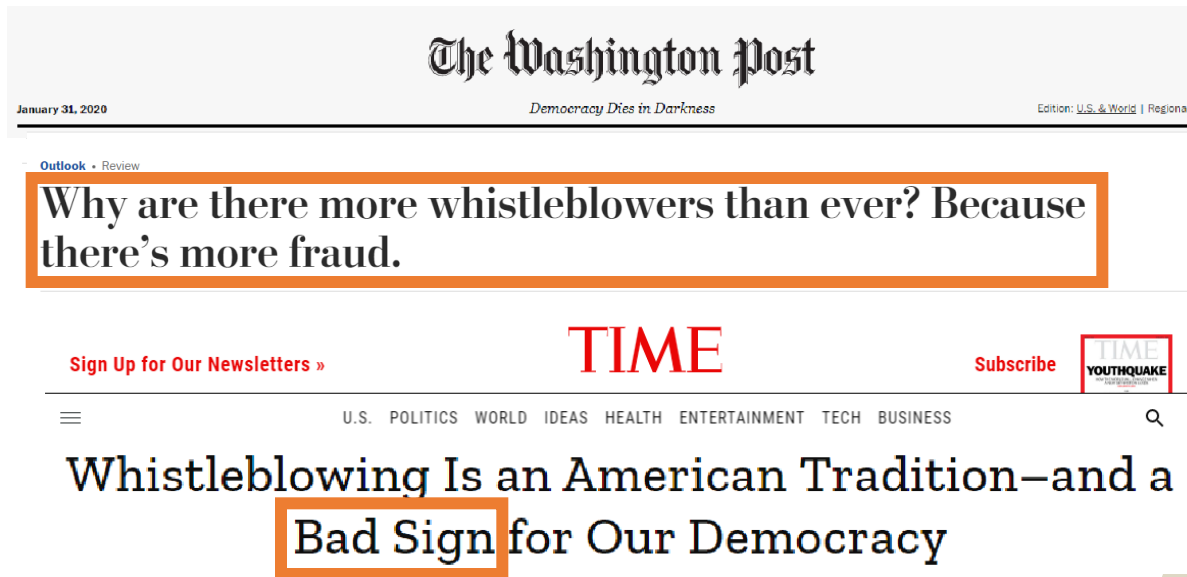 The Washington Post
January 31, 2020
Democracy Dies in Darkness
Edition: U.S. & World | Regiona
Outlook • Review
Why are there more whistleblowers than ever? Because
there's more fraud.
Sign Up for Our Newsletters »
TIME
Subscribe
TIME
YOUTHQUAKE
U.S. POLITICS WORLD IDEAS HEALTH ENTERTAINMENT TECH BUSINESS
Whistleblowing Is an American Tradition—and a
Bad Sign for Our Democracy